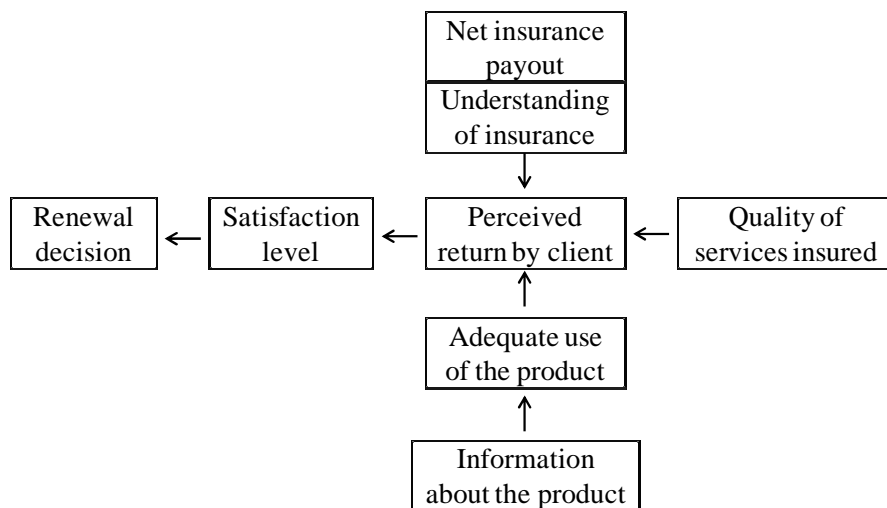 Net insurance
payout
Understanding
of insurance
Renewal
decision
Satisfaction
level
Perceived
return by client
Quality of
services insured
Adequate use
of the product
Information
about the product